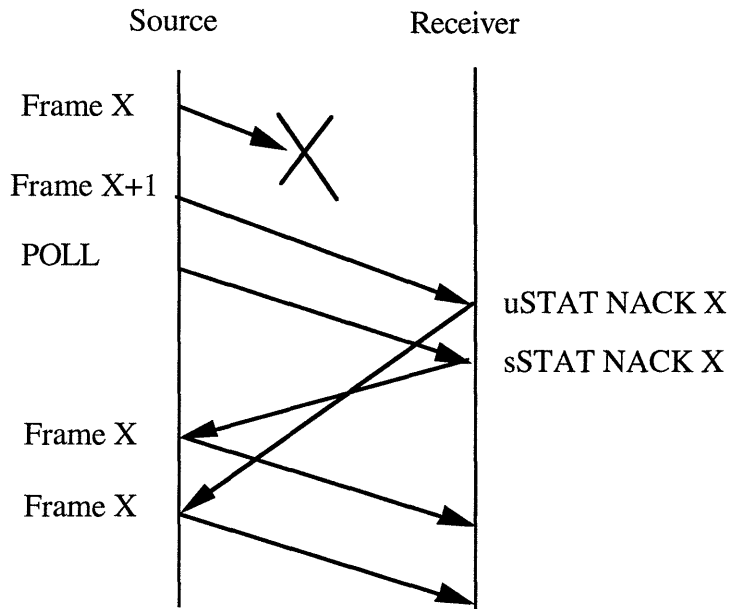 Source
Receiver
Frame X
Frame X+1
POLL
uSTAT NACK X
sSTAT NACK X
Frame X
Frame X